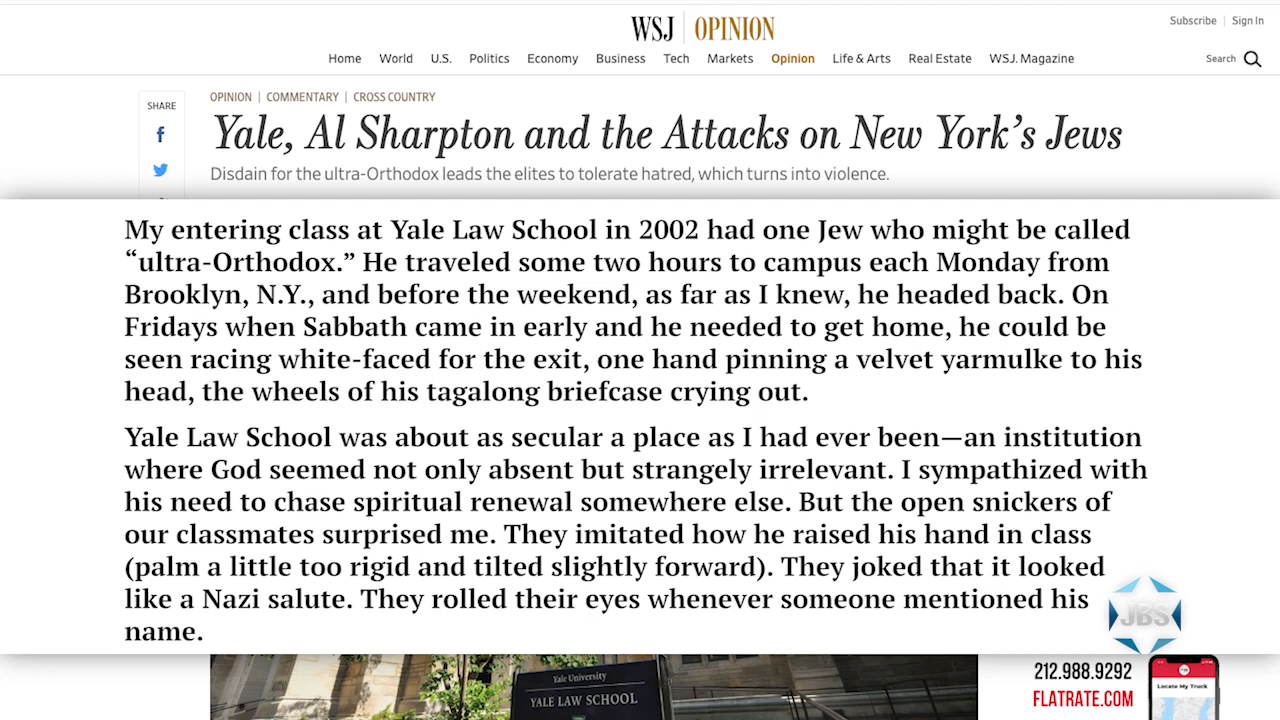 WSJ OPINION
Subscribe Sign In
Home World U.S. Politics Economy Business Tech Markets Opinion Life & Arts Real Estate WSJ. Magazine
Search
OPINION | COMMENTARY | CROSS COUNTRY
SHARE
Yale, Al Sharpton and the Attacks on New York’s Jews
Disdain for the ultra-Orthodox leads the elites to tolerate hatred, which turns into violence.
My entering class at Yale Law School in 2002 had one Jew who might be called
“ultra-Orthodox.” He traveled some two hours to campus each Monday from
Brooklyn, N.Y., and before the weekend, as far as I knew, he headed back. On
Fridays when Sabbath came in early and he needed to get home, he could be
seen racing white-faced for the exit, one hand pinning a velvet yarmulke to his
head, the wheels of his tagalong briefcase crying out.
Yale Law School was about as secular a place as I had ever been—an institution
where God seemed not only absent but strangely irrelevant. I sympathized with
his need to chase spiritual renewal somewhere else. But the open snickers of
our classmates surprised me. They imitated how he raised his hand in class
(palm a little too rigid and tilted slightly forward). They joked that it looked
like a Nazi salute. They rolled their eyes whenever someone mentioned his
name.
JBS
Yale University
YALE LAW SCHOOL
212.988.9292
FLATRATE.COM
Locate My Truck